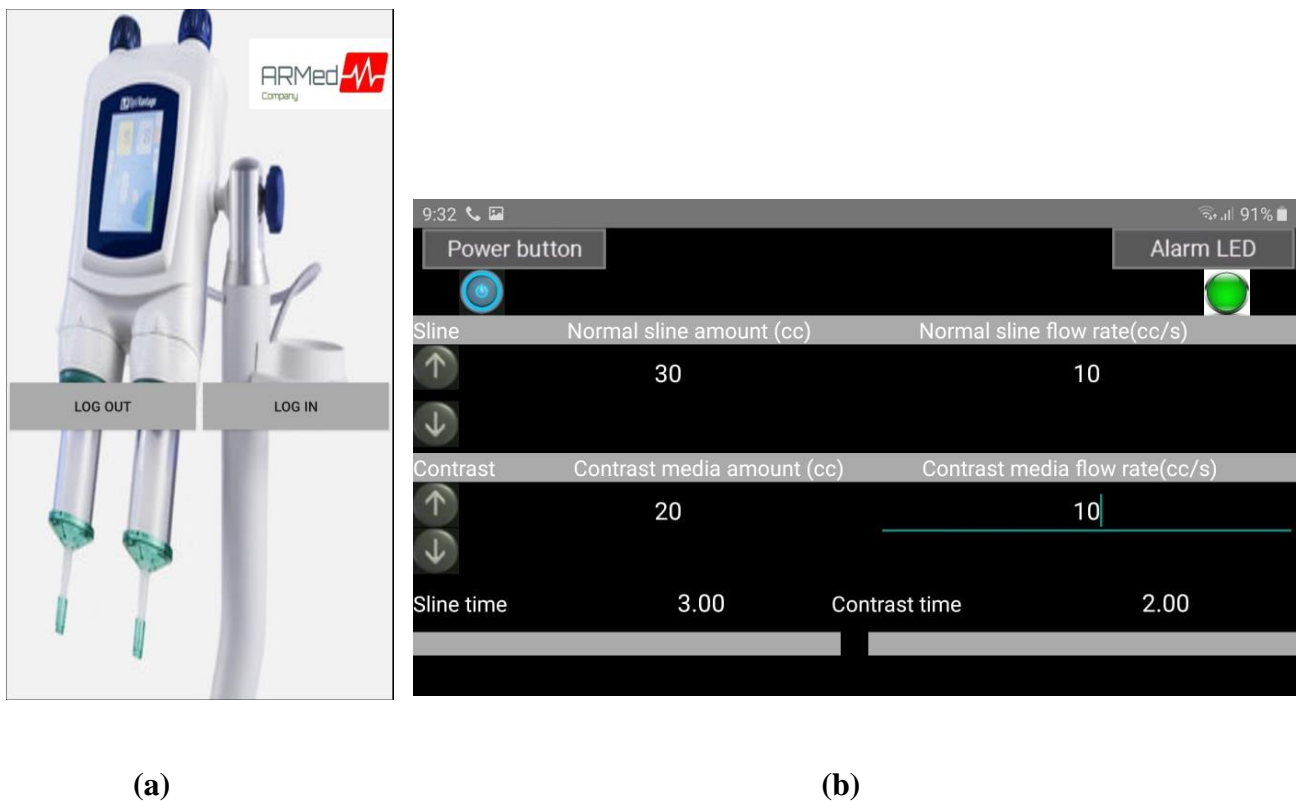 ARMed
Company
OptiVantage
LOG OUT
LOG IN
9:32
91%
Power button
Alarm LED
Sline
Normal sline amount (cc)
Normal sline flow rate(cc/s)
30
10
Contrast
Contrast media amount (cc)
Contrast media flow rate(cc/s)
20
10
Sline time
3.00
Contrast time
2.00
(a)
(b)